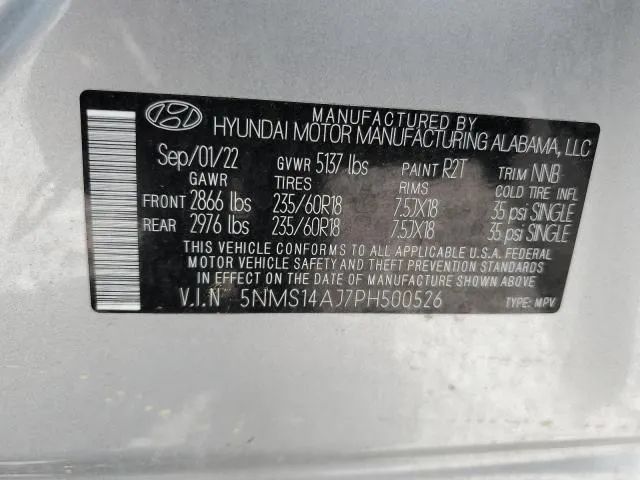 MANUFACTURED BY
HYUNDAI MOTOR MANUFACTURING ALABAMA, LLC
Sep/01/22 GVWR 5137 lbs PAINT R2T TRIM NNB
GAWR TIRES RIMS COLD TIRE INFL
FRONT 2866 lbs 235/60R18 7.5JX18 35 psi SINGLE
REAR 2976 lbs 235/60R18 7.5JX18 35 psi SINGLE
THIS VEHICLE CONFORMS TO ALL APPLICABLE U.S.A. FEDERAL
MOTOR VEHICLE SAFETY AND THEFT PREVENTION STANDARDS
IN EFFECT ON THE DATE OF MANUFACTURE SHOWN ABOVE.
V.I.N 5NMS14AJ7PH500526 TYPE: MPV